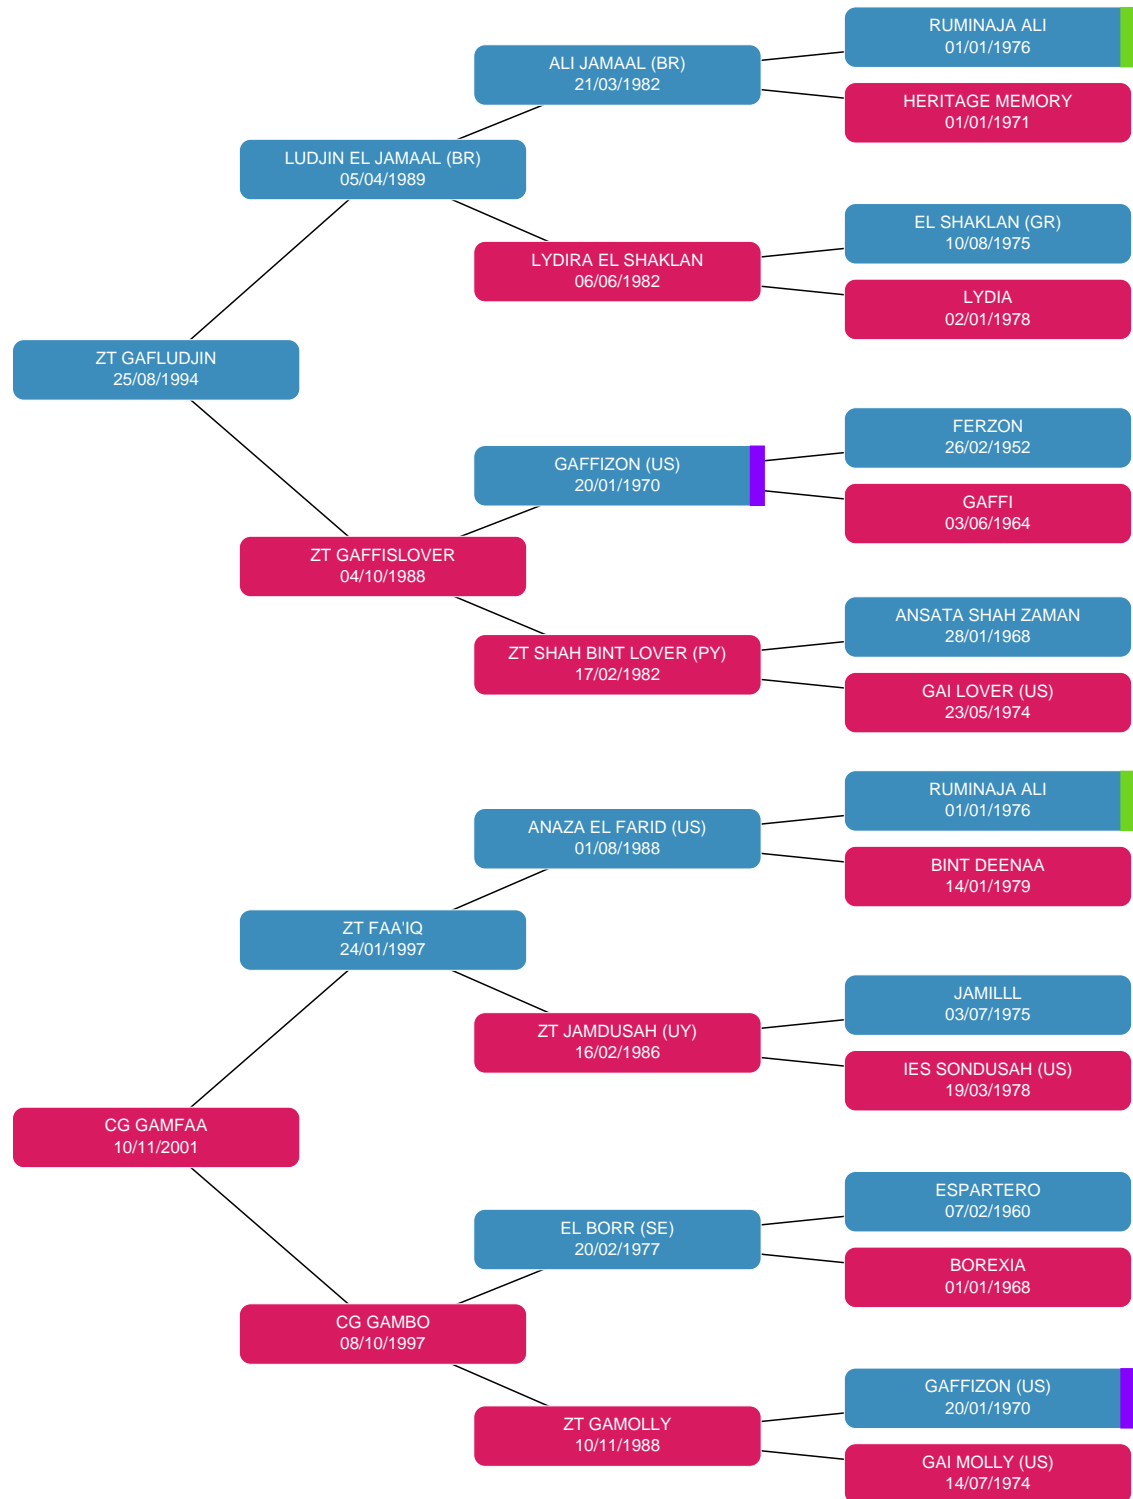 RUMINAJA ALI
01/01/1976
ALI JAMAAL (BR)
21/03/1982
HERITAGE MEMORY
01/01/1971
LUDJIN EL JAMAAL (BR)
05/04/1989
EL SHAKLAN (GR)
10/08/1975
LYDIRA EL SHAKLAN
06/06/1982
LYDIA
02/01/1978
ZT GAFLUDJIN
25/08/1994
FERZON
26/02/1952
GAFFIZON (US)
20/01/1970
GAFFI
03/06/1964
ZT GAFFISLOVER
04/10/1988
ANSATA SHAH ZAMAN
28/01/1968
ZT SHAH BINT LOVER (PY)
17/02/1982
GAI LOVER (US)
23/05/1974
RUMINAJA ALI
01/01/1976
ANAZA EL FARID (US)
01/08/1988
BINT DEENAA
14/01/1979
ZT FAA'IQ
24/01/1997
JAMILLL
03/07/1975
ZT JAMDUSAH (UY)
16/02/1986
IES SONDUSAH (US)
19/03/1978
CG GAMFAA
10/11/2001
ESPARTERO
07/02/1960
EL BORR (SE)
20/02/1977
BOREXIA
01/01/1968
CG GAMBO
08/10/1997
GAFFIZON (US)
20/01/1970
ZT GAMOLLY
10/11/1988
GAI MOLLY (US)
14/07/1974